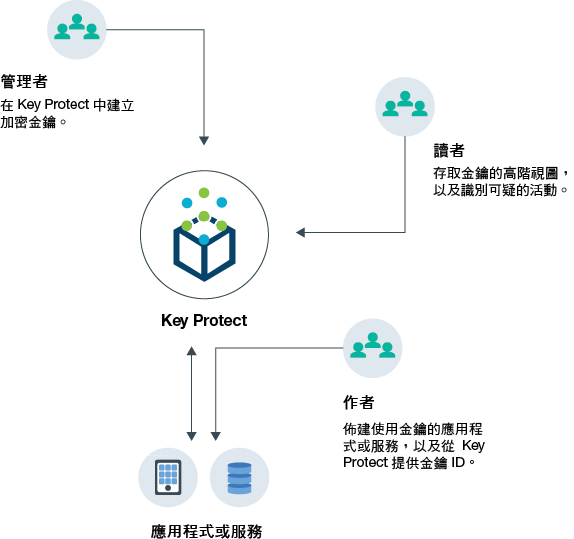 管理者
在 Key Protect 中建立
加密金鑰。
讀者
存取金鑰的高階視圖，
以及識別可疑的活動。
Key Protect
作者
佈建使用金鑰的應用程
式或服務，以及從 Key
Protect 提供金鑰 ID。
應用程式或服務